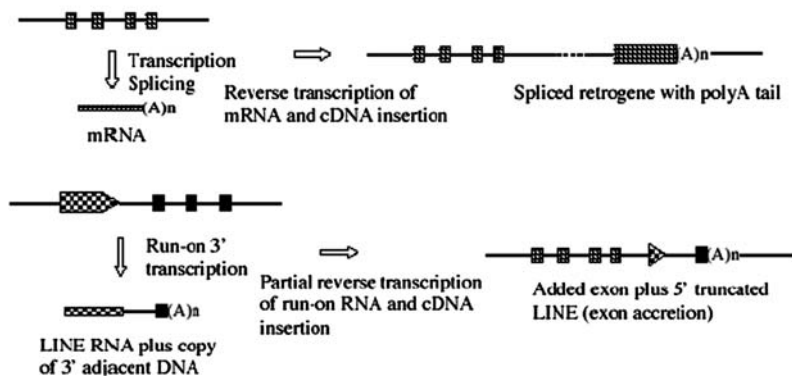 Transcription
Splicing
(A)n
mRNA
Reverse transcription of
mRNA and cDNA insertion
(A)n
Spliced retrogene with polyA tail
Run-on 3'
transcription
(A)n
LINE RNA plus copy
of 3' adjacent DNA
Partial reverse transcription
of run-on RNA and cDNA
insertion
(A)n
Added exon plus 5' truncated
LINE (exon accretion)